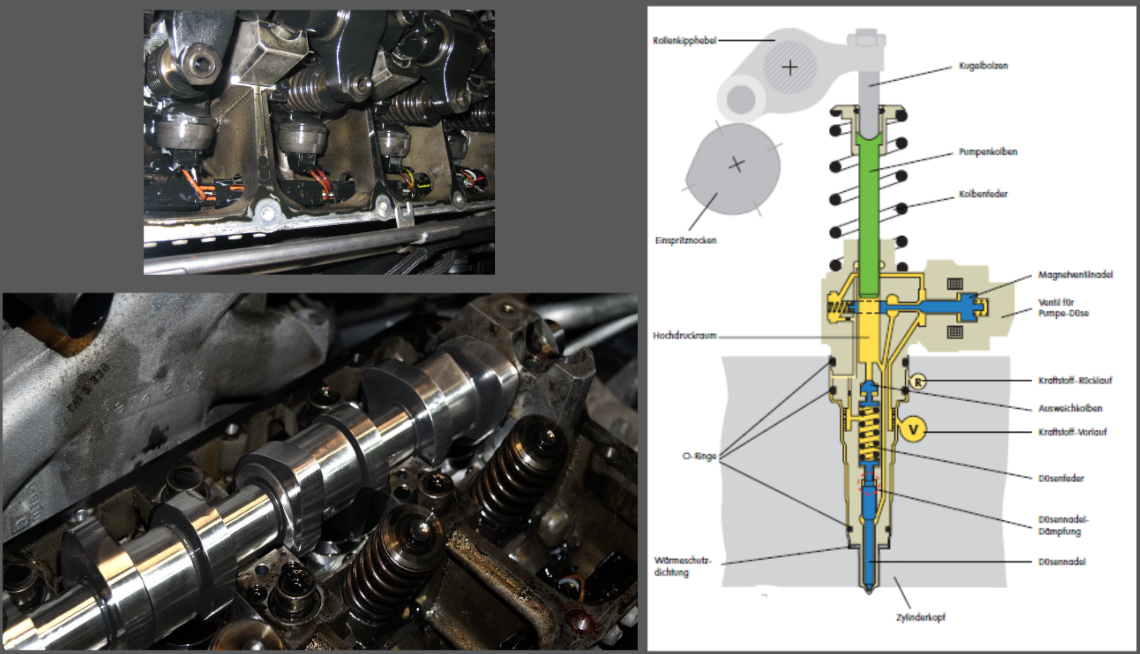 Rollenkipphebel
Kugelbolzen
Pumpenkolben
Kolbenfeder
Einspritznocken
Magnetventilnadel
Ventil für
Pumpe-Düse
Hochdruckraum
R
Kraftstoff-Rücklauf
Ausweichkolben
V
Kraftstoff-Vorlauf
O-Ringe
Düsenfeder
Düsennadel-
Dämpfung
Wärmeschutz-
dichtung
Düsennadel
Zylinderkopf